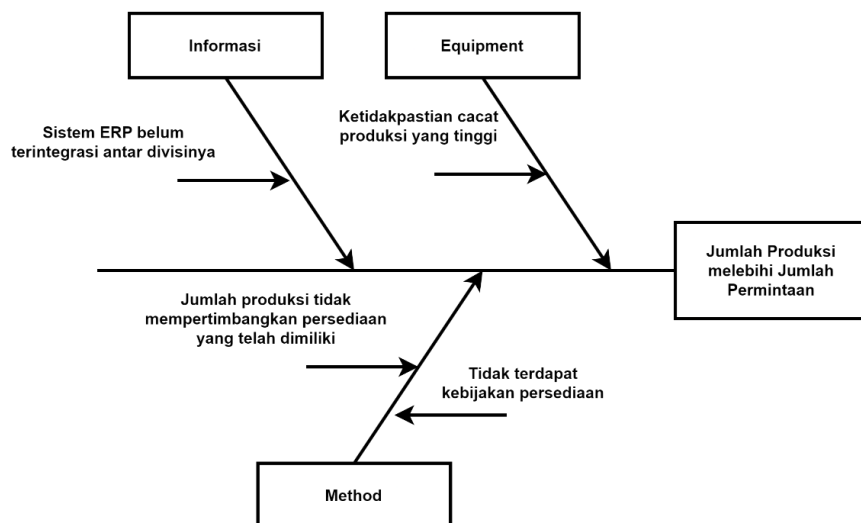 Informasi
Equipment
Sistem ERP belum
terintegrasi antar divisinya
Ketidakpastian cacat
produksi yang tinggi
Jumlah Produksi
melebihi Jumlah
Permintaan
Jumlah produksi tidak
mempertimbangkan persediaan
yang telah dimiliki
Tidak terdapat
kebijakan persediaan
Method